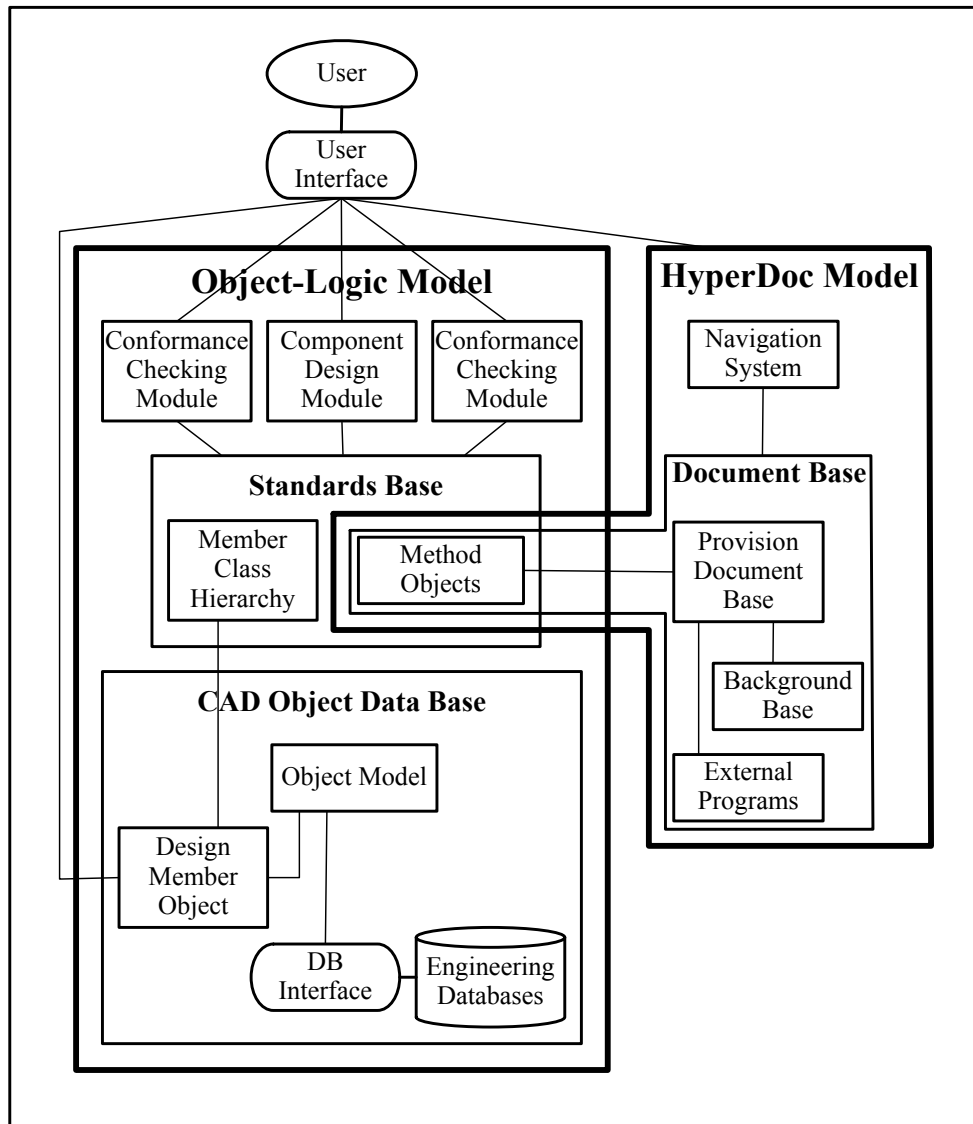 User
User
Interface
Object-Logic Model
HyperDoc Model
Conformance
Checking
Module
Component
Design
Module
Conformance
Checking
Module
Navigation
System
Standards Base
Document Base
Member
Class
Hierarchy
Method
Objects
Provision
Document
Base
Background
Base
External
Programs
CAD Object Data Base
Object Model
Design
Member
Object
DB
Interface
Engineering
Databases